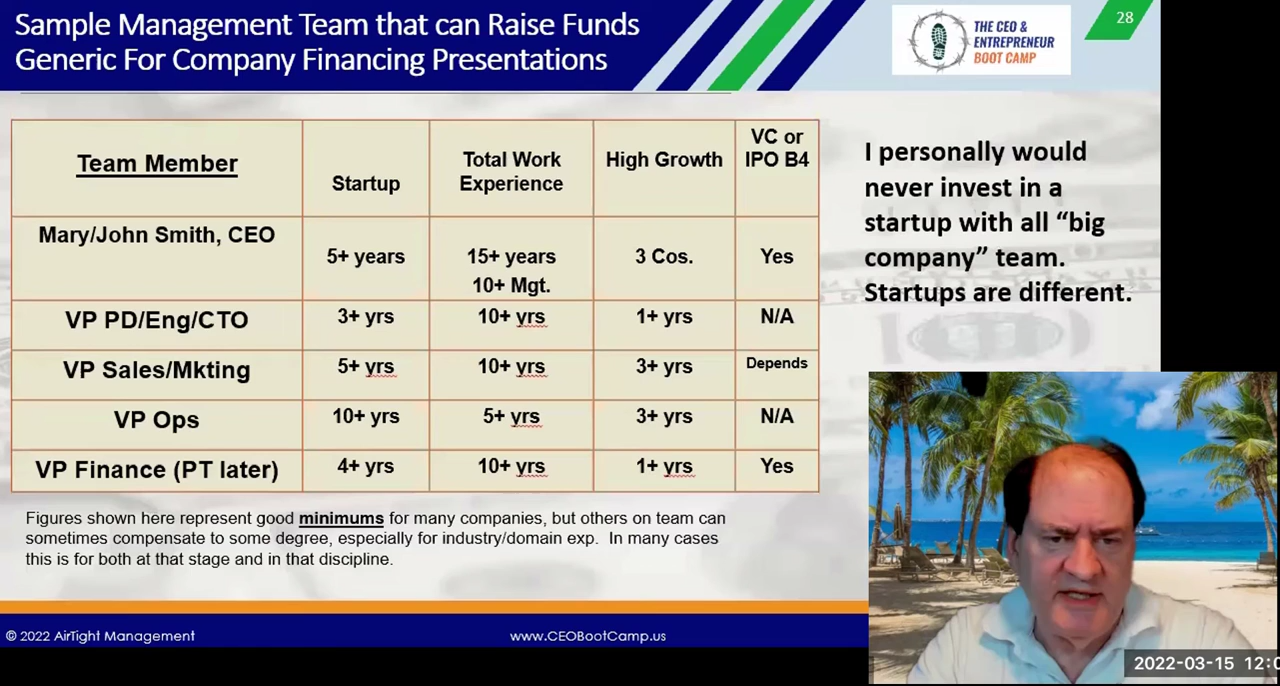 Sample Management Team that can Raise Funds
Generic For Company Financing Presentations
THE CEO &
ENTREPRENEUR
BOOT CAMP
28
Team Member
Startup
Total Work
Experience
High Growth
VC or
IPO B4
Mary/John Smith, CEO
5+ years
15+ years
10+ Mgt.
3 Cos.
Yes
VP PD/Eng/CTO
3+ yrs
10+ yrs
1+ yrs
N/A
VP Sales/Mkting
5+ yrs
10+ yrs
3+ yrs
Depends
VP Ops
10+ yrs
5+ yrs
3+ yrs
N/A
VP Finance (PT later)
4+ yrs
10+ yrs
1+ yrs
Yes
I personally would
never invest in a
startup with all “big
company” team.
Startups are different.
Figures shown here represent good minimums for many companies, but others on team can
sometimes compensate to some degree, especially for industry/domain exp. In many cases
this is for both at that stage and in that discipline.
© 2022 AirTight Management
www.CEOBootCamp.us
2022-03-15 12:0